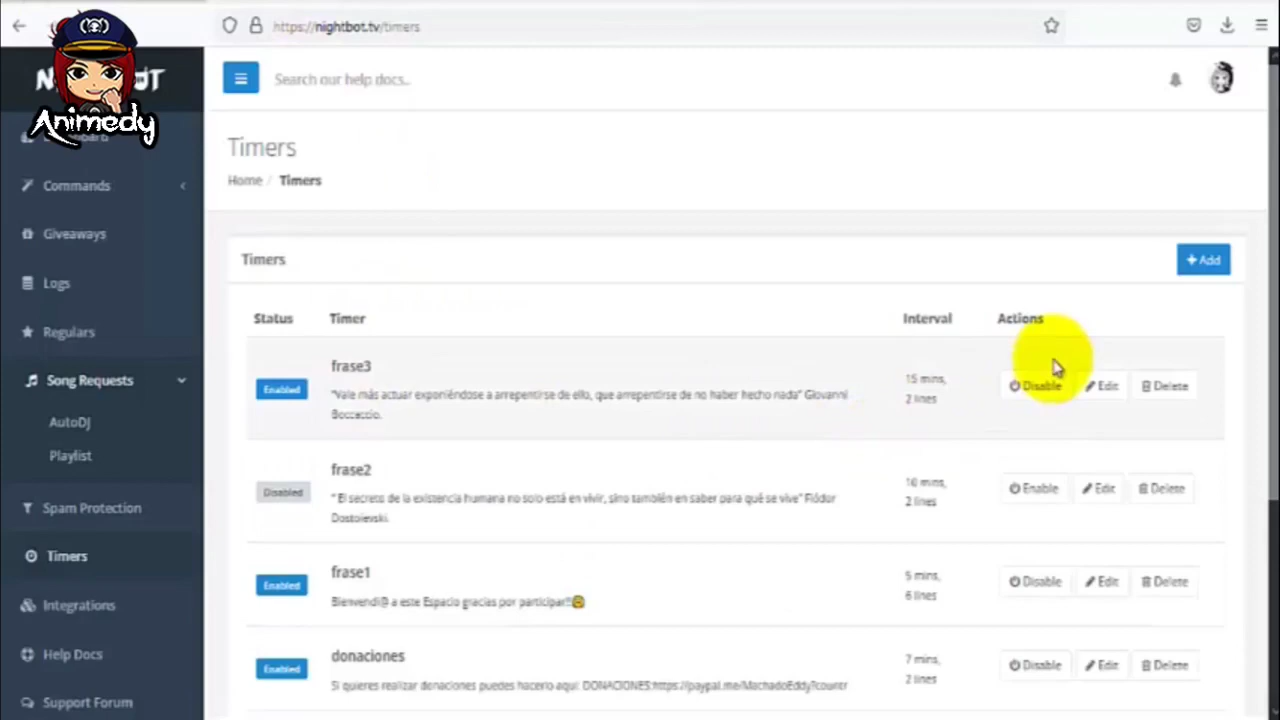 https://nightbot.tv/timers
Search our help docs..
Animedy
Commands
Giveaways
Logs
Regulars
Song Requests
AutoDJ
Playlist
Spam Protection
Timers
Integrations
Help Docs
Support Forum
Timers
Home / Timers
Timers
+ Add
Status Timer Interval Actions
frase3
Enabled
"Vale más actuar exponiéndose a arrepentirse de ello, que arrepentirse de no haber hecho nada" Giovanni
Boccaccio.
15 mins,
2 lines
Disable Edit Delete
frase2
Disabled
" El secreto de la existencia humana no solo está en vivir, sino también en saber para qué se vive" Fiódor
Dostoievski.
10 mins,
2 lines
Enable Edit Delete
frase1
Enabled
Bienvendi@ a este Espacio gracias por participar!!
5 mins,
6 lines
Disable Edit Delete
donaciones
Enabled
Si quieres realizar donaciones puedes hacerlo aquí: DONACIONES:https://paypal.me/MachadoEddy?countr
7 mins,
2 lines
Disable Edit Delete